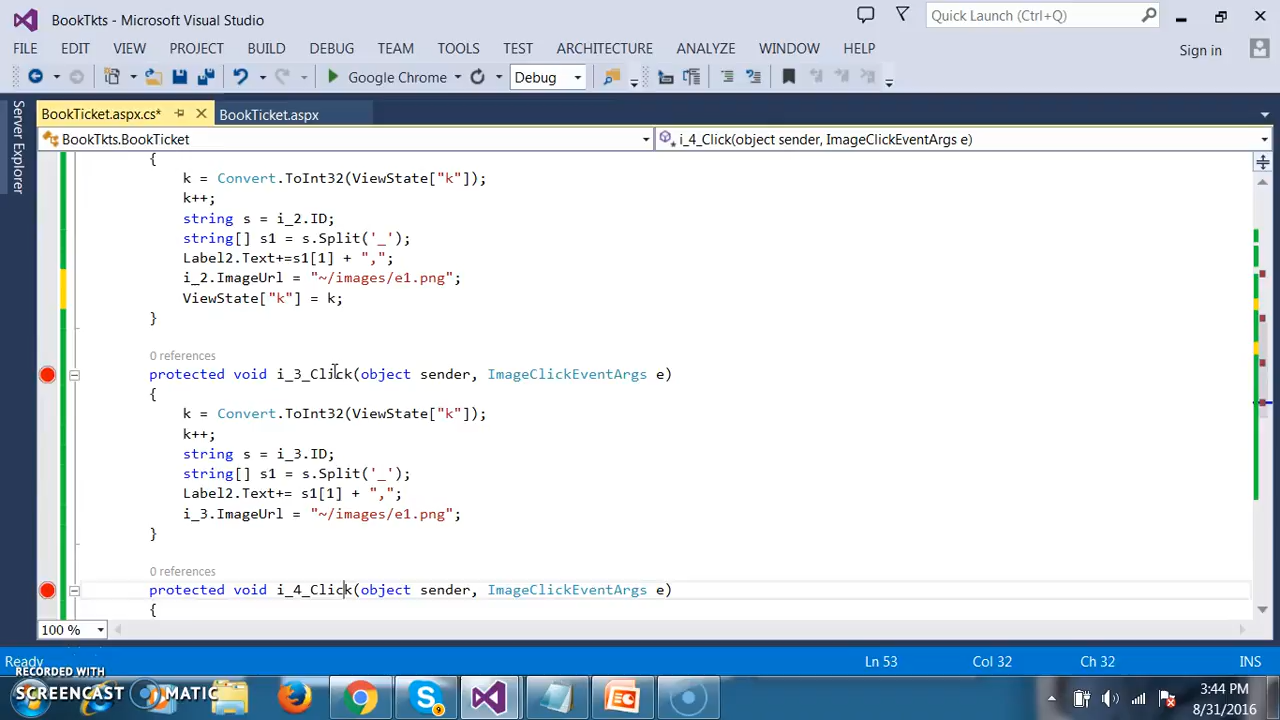 BookTkts - Microsoft Visual Studio
Quick Launch (Ctrl+Q)
FILE EDIT VIEW PROJECT BUILD DEBUG TEAM TOOLS TEST ARCHITECTURE ANALYZE WINDOW HELP
Sign in
Google Chrome
Debug
Server Explorer
BookTicket.aspx.cs*
BookTicket.aspx
BookTkts.BookTicket
i_4_Click(object sender, ImageClickEventArgs e)
{
k = Convert.ToInt32(ViewState["k"]);
k++;
string s = i_2.ID;
string[] s1 = s.Split('_');
Label2.Text+=s1[1] + ",";
i_2.ImageUrl = "~/images/e1.png";
ViewState["k"] = k;
}
0 references
protected void i_3_Click(object sender, ImageClickEventArgs e)
{
k = Convert.ToInt32(ViewState["k"]);
k++;
string s = i_3.ID;
string[] s1 = s.Split('_');
Label2.Text+= s1[1] + ",";
i_3.ImageUrl = "~/images/e1.png";
}
0 references
protected void i_4_Click(object sender, ImageClickEventArgs e)
{
100 %
Ready
Ln 53
Col 32
Ch 32
INS
RECORDED WITH
SCREENCAST MATIC
9
3:44 PM
8/31/2016